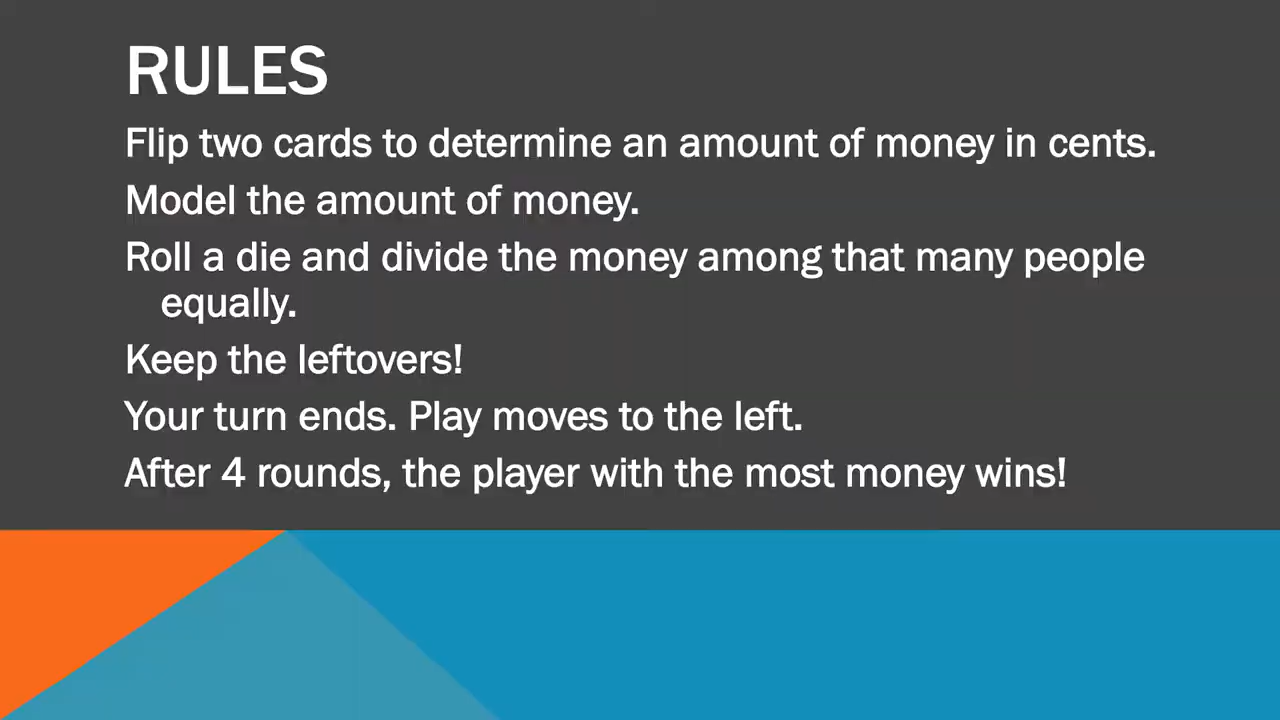 RULES
Flip two cards to determine an amount of money in cents.
Model the amount of money.
Roll a die and divide the money among that many people
equally.
Keep the leftovers!
Your turn ends. Play moves to the left.
After 4 rounds, the player with the most money wins!